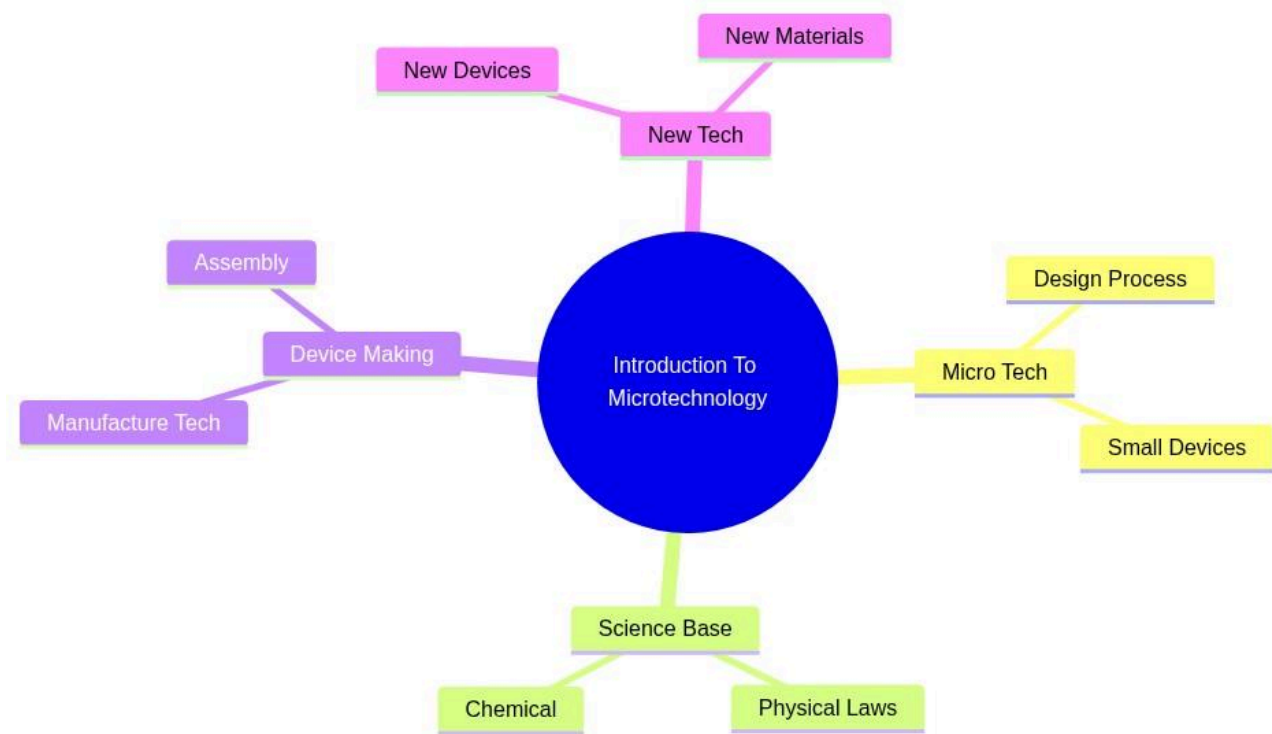 New Materials
New Devices
New Tech
Assembly
Design Process
Device Making
Introduction To
Microtechnology
Micro Tech
Manufacture Tech
Small Devices
Science Base
Chemical
Physical Laws